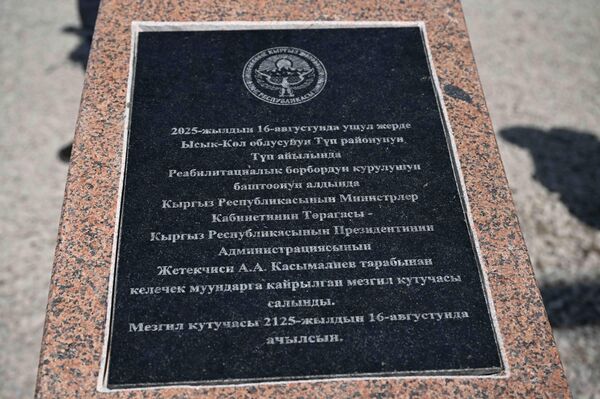 КЫРГЫЗ РЕСПУБЛИКАСЫ
2025-жылдын 16-августунда ушул жерде
Ысык-Көл облусунун Түп районунун
Түп айылында
Реабилитациялык борбордун курулушун
баштоонун алдында
Кыргыз Республикасынын Министрлер
Кабинетинин Төрагасы -
Кыргыз Республикасынын Президентинин
Администрациясынын
Жетекчиси А.А. Касымалиев тарабынан
келечек муундарга кайрылган мезгил кутучасы
салынды.
Мезгил кутучасы 2125-жылдын 16-августунда
ачылсын.